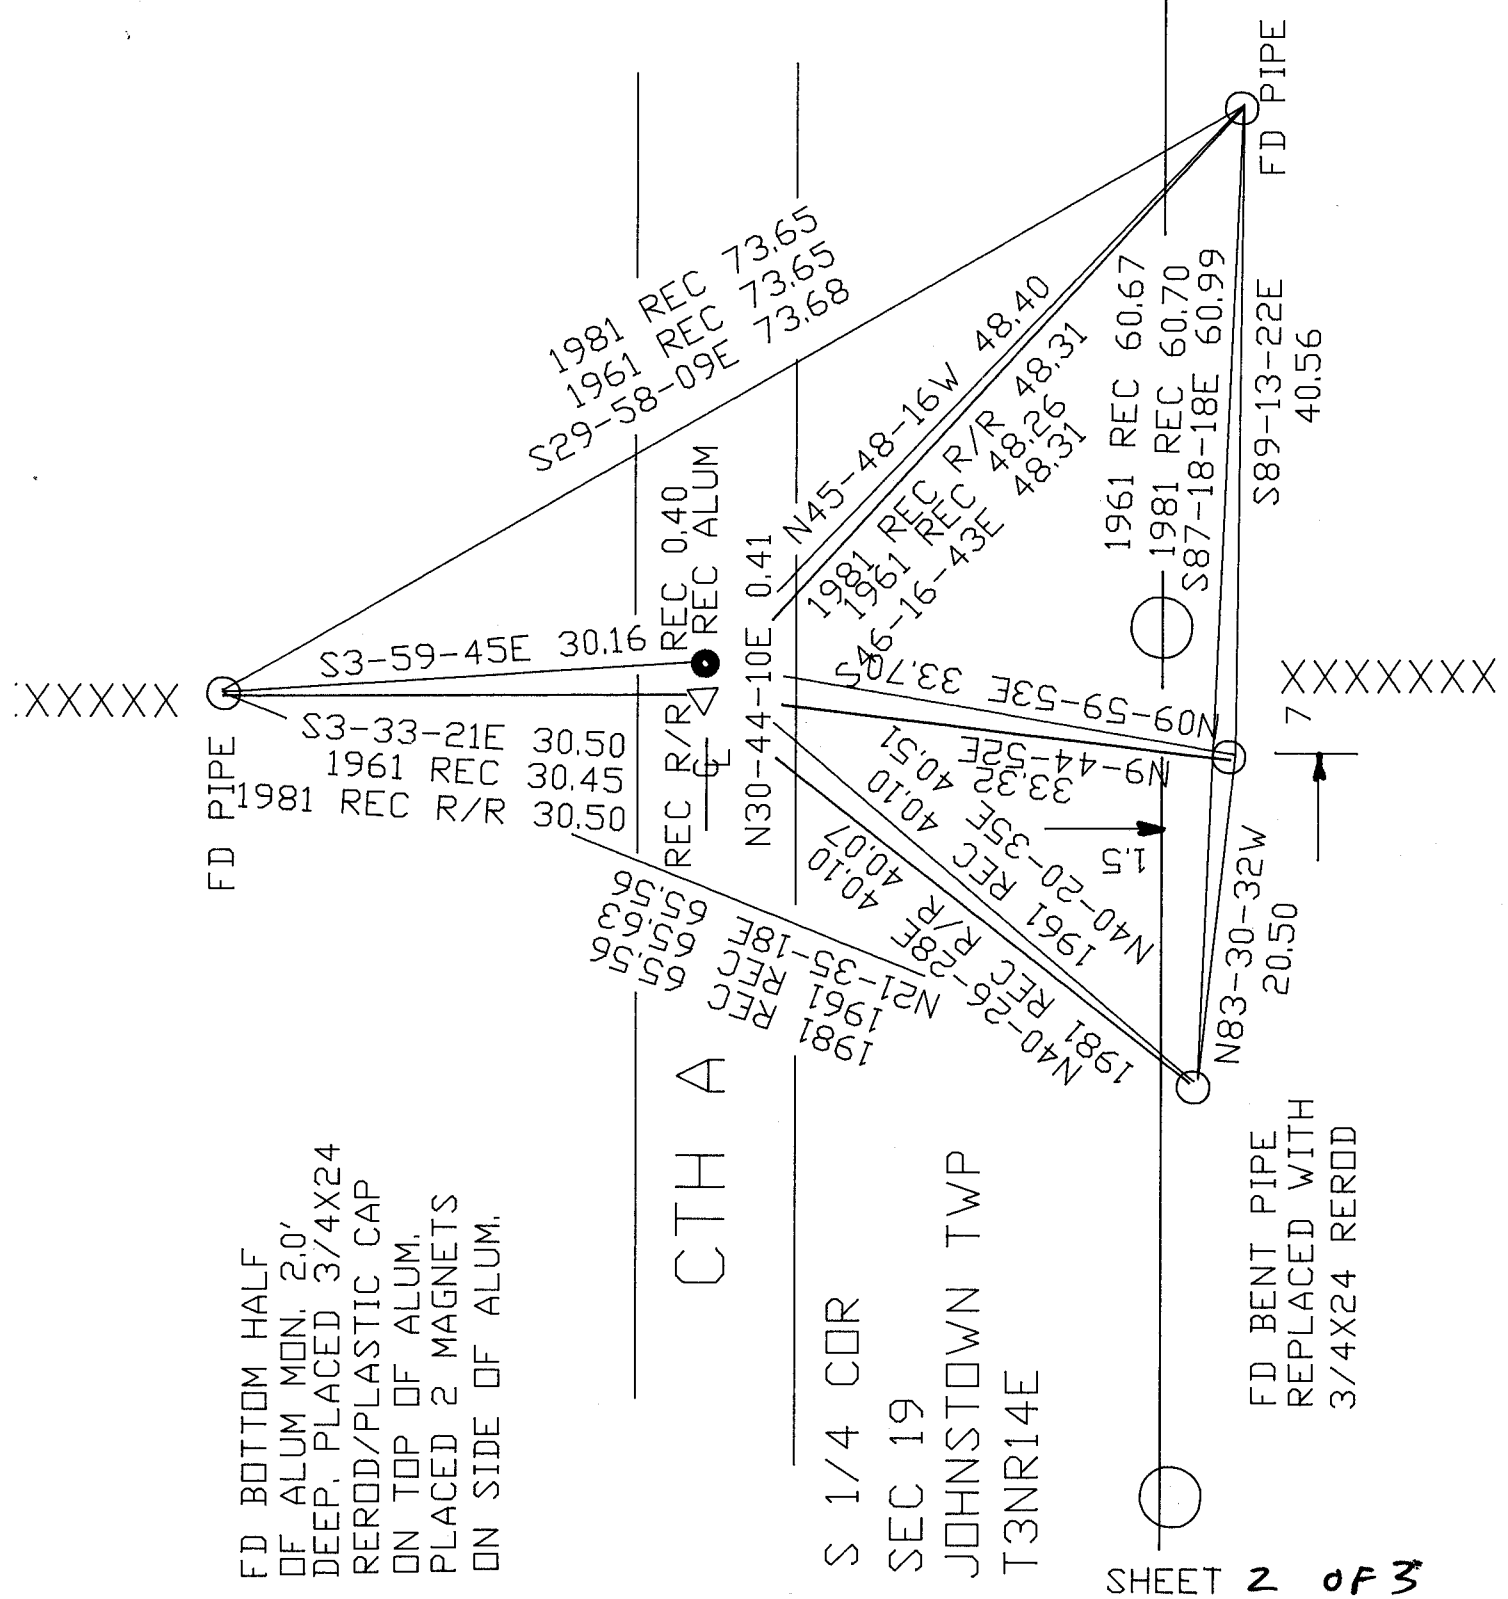 FD BOTTOM HALF
OF ALUM MON. 2.0'
DEEP. PLACED 3/4X24
REROD/PLASTIC CAP
ON TOP OF ALUM.
PLACED 2 MAGNETS
ON SIDE OF ALUM.
XXXXX
FD PIPE
S3-59-45E 30.16
S3-33-21E 30.50
1961 REC 30.45
1981 REC R/R 30.50
1981 REC 73.65
1961 REC 73.65
S29-58-09E 73.68
REC 0.40
REC ALUM
REC R/R
CL
N30-44-10E 0.41
N45-48-16W 48.40
1981 REC R/R 48.31
1961 REC 48.26
S46-16-43E 48.31
FD PIPE
1961 REC 60.67
1981 REC 60.70
S87-18-18E 60.99
S89-13-22E
40.56
N09-59-53E 33.70
N9-44-52E
33.32
40.51
1961 REC 40.10
N40-20-35E
N40-26-28E 40.10
1981 REC R/R 40.07
N21-35-18E 65.56
1961 REC 65.63
1981 REC 65.56
1.5
7
XXXXXXX
N83-30-32W
20.50
CTH A
S 1/4 COR
SEC 19
JOHNSTOWN TWP
T3NR14E
FD BENT PIPE
REPLACED WITH
3/4X24 REROD
SHEET 2 OF 3